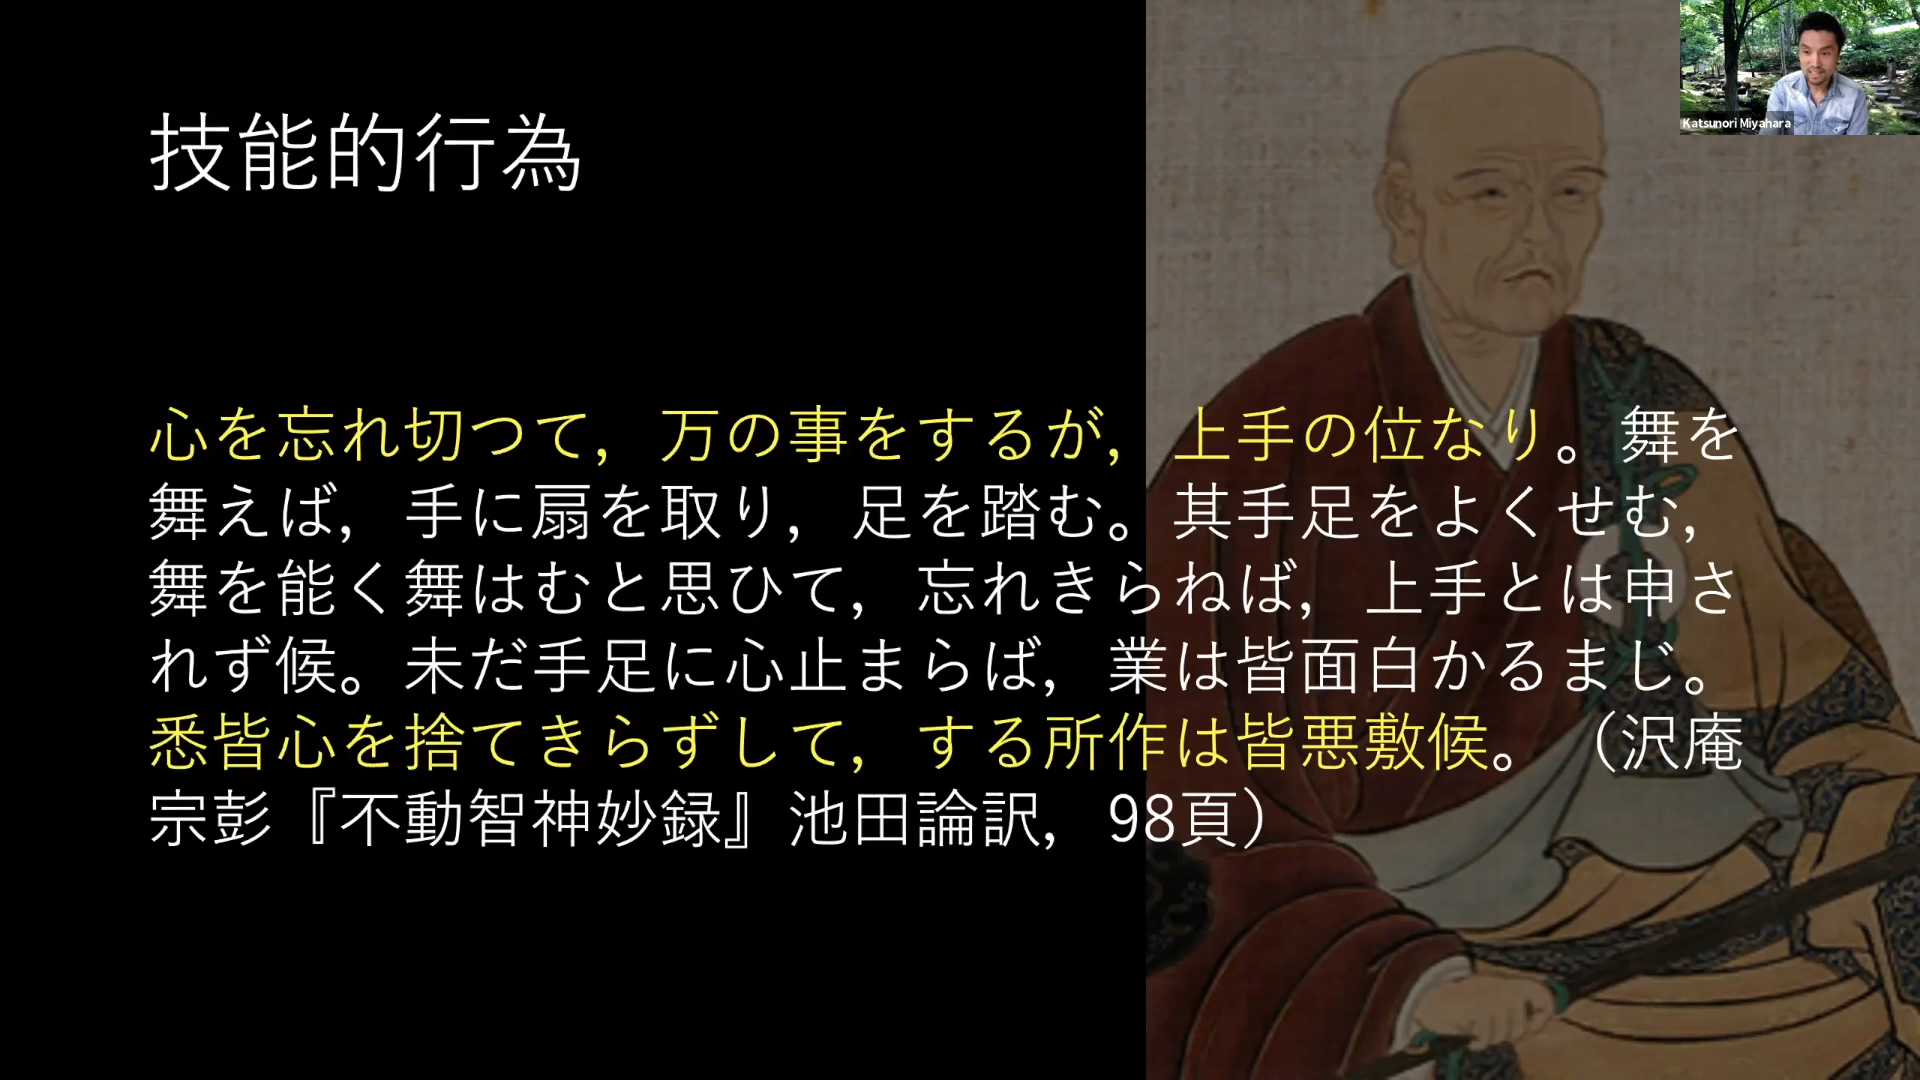 技能的行為
Katsunori Miyahara
心を忘れ切つて，万の事をするが，上手の位なり。舞を
舞えば，手に扇を取り，足を踏む。其手足をよくせむ，
舞を能く舞はむと思ひて，忘れきらねば，上手とは申さ
れず候。未だ手足に心止まらば，業は皆面白かるまじ。
悉皆心を捨てきらずして，する所作は皆悪敷候。（沢庵
宗彭『不動智神妙録』池田諭訳，98頁）